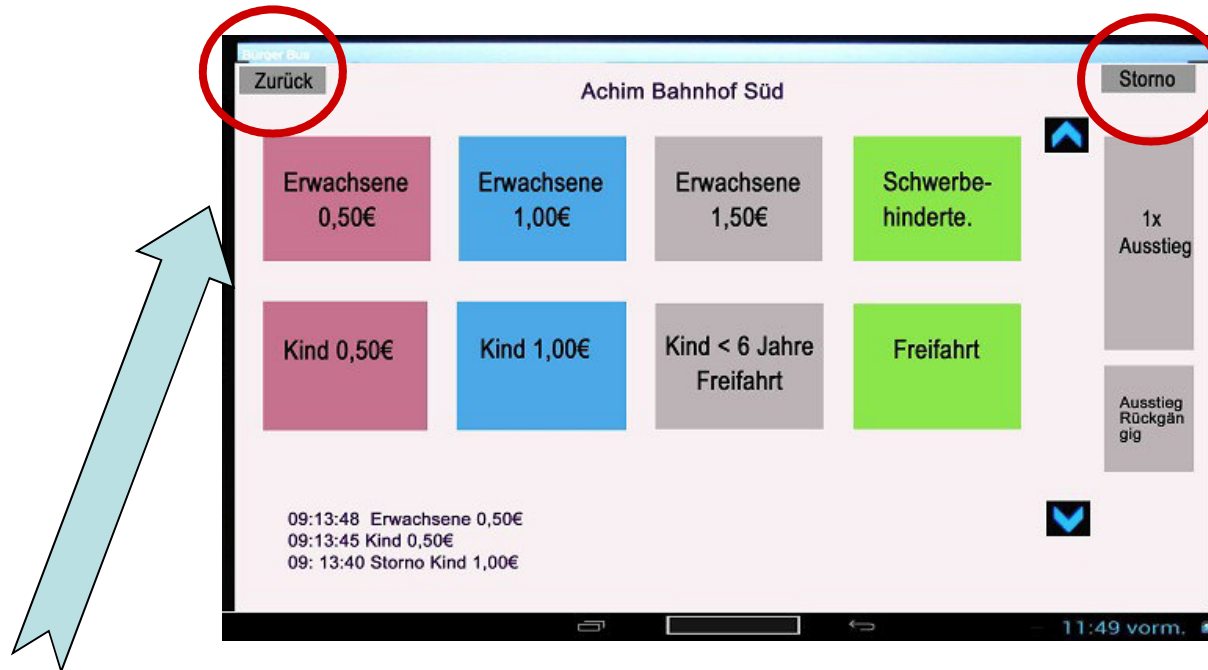 Bürger Bus
Zurück
Storno
Achim Bahnhof Süd
Erwachsene
0,50€
Erwachsene
1,00€
Erwachsene
1,50€
Schwerbe-
hinderte.
1x
Ausstieg
Kind 0,50€
Kind 1,00€
Kind < 6 Jahre
Freifahrt
Freifahrt
Ausstieg
Rückgän
gig
09:13:48 Erwachsene 0,50€
09:13:45 Kind 0,50€
09: 13:40 Storno Kind 1,00€
11:49 vorm.